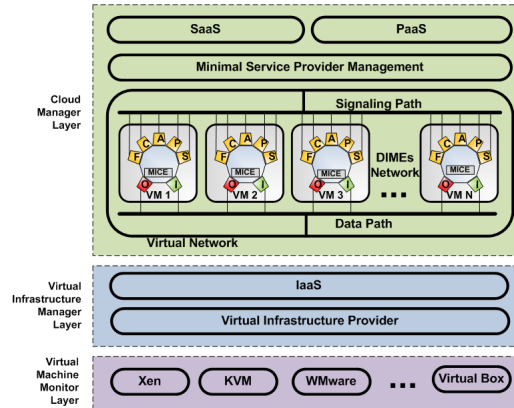 SaaS
PaaS
Minimal Service Provider Management
Cloud
Manager
Layer
Signaling Path
F C A P S
MICE
O I
VM 1
F C A P S
MICE
O I
VM 2
F C A P S
MICE
O I
VM 3
DIMEs
Network
...
F C A P S
MICE
O I
VM N
Data Path
Virtual Network
Virtual
Infrastructure
Manager
Layer
IaaS
Virtual Infrastructure Provider
Virtual
Machine
Monitor
Layer
Xen
KVM
WMware
...
Virtual Box